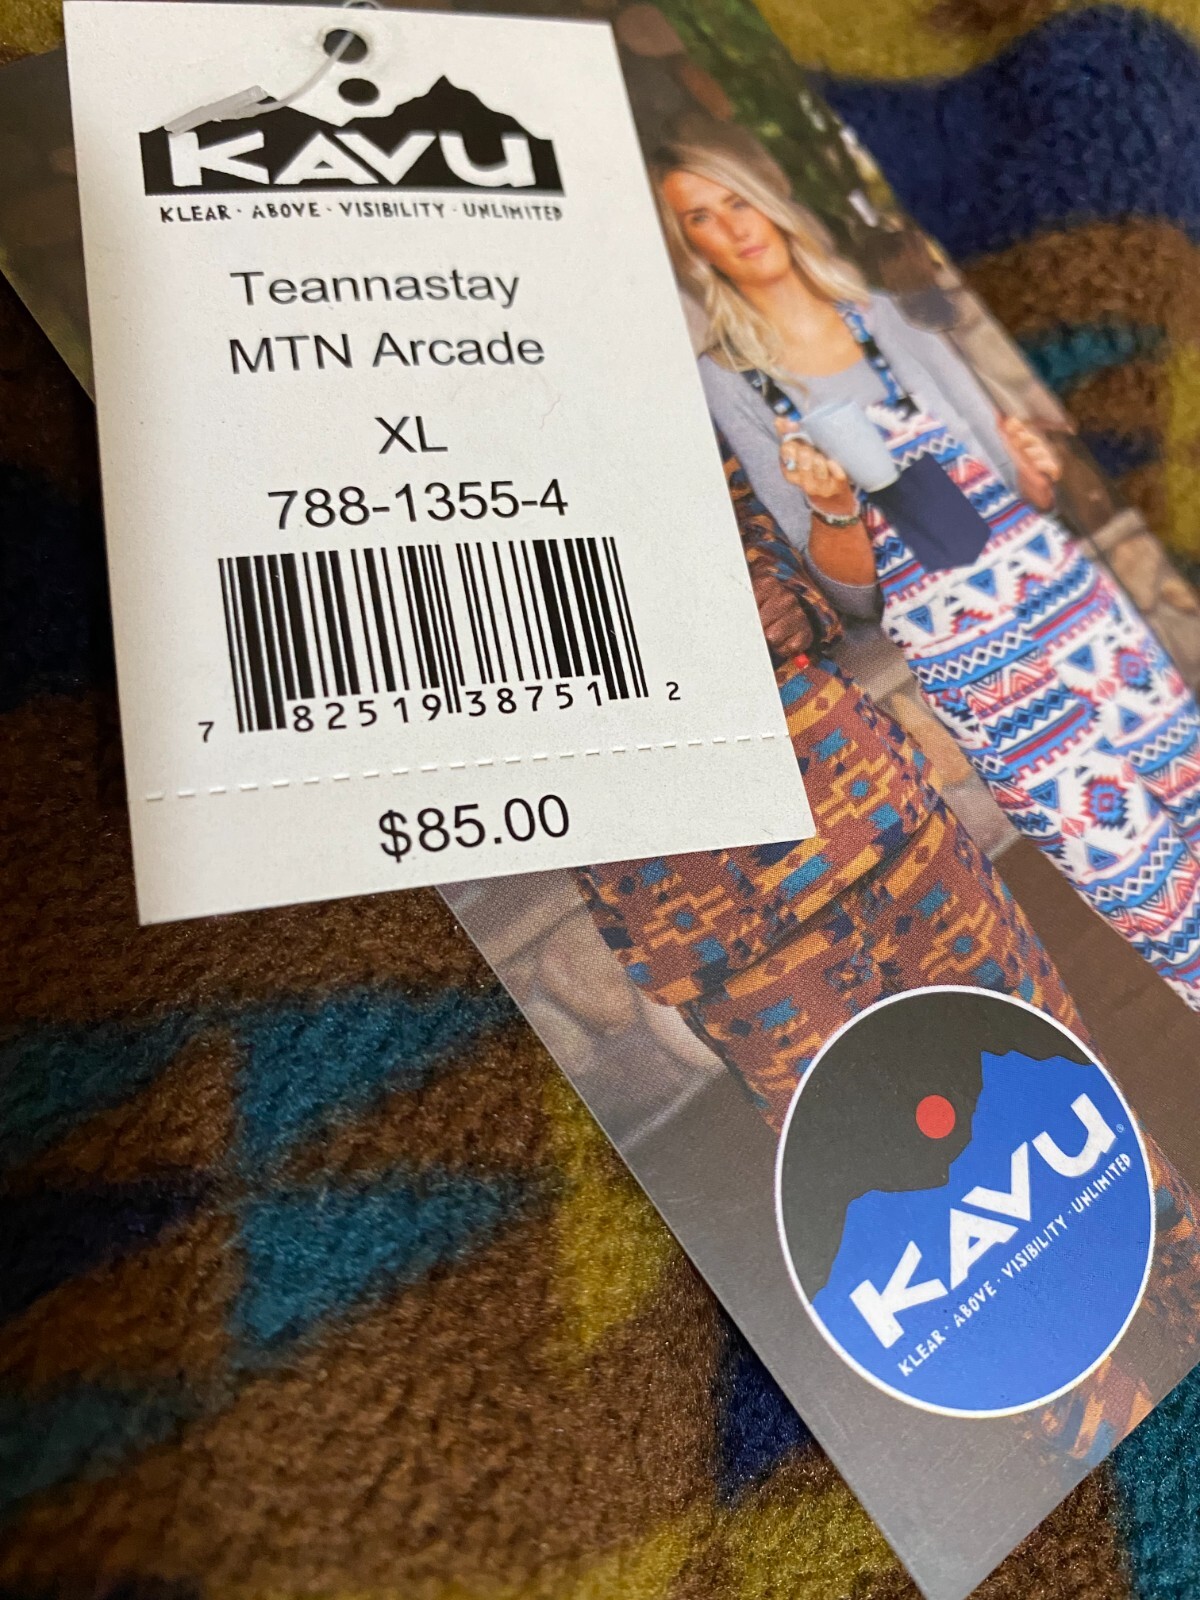 KAVU
KLEAR · ABOVE · VISIBILITY · UNLIMITED
Teannastay
MTN Arcade
XL
788-1355-4
7 82519 38751 2
$85.00
KAVU®
KLEAR · ABOVE · VISIBILITY · UNLIMITED